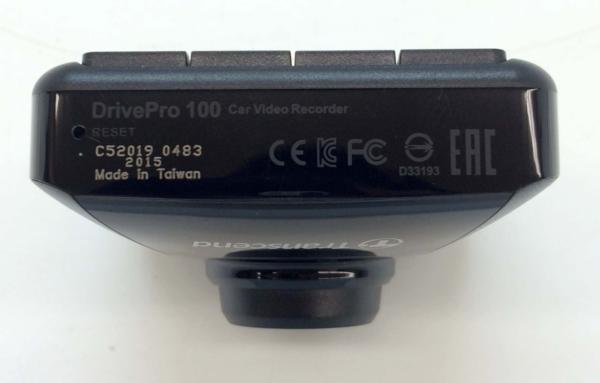 DrivePro 100 Car Video Recorder
RESET
C52019 0483
2015
Made in Taiwan
CE FC EAC
D33193
Transcend